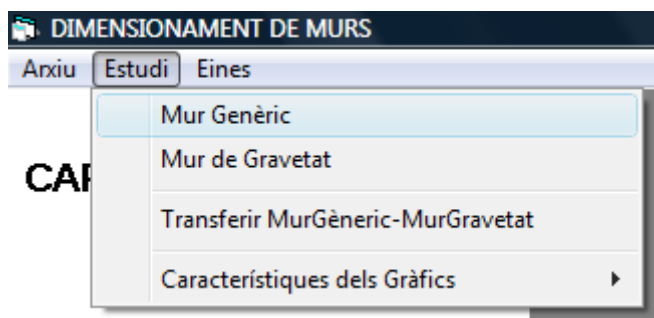 DIMENSIONAMENT DE MURS
Arxiu Estudi Eines
Mur Genèric
Mur de Gravetat
Transferir MurGèneric-MurGravetat
Característiques dels Gràfics